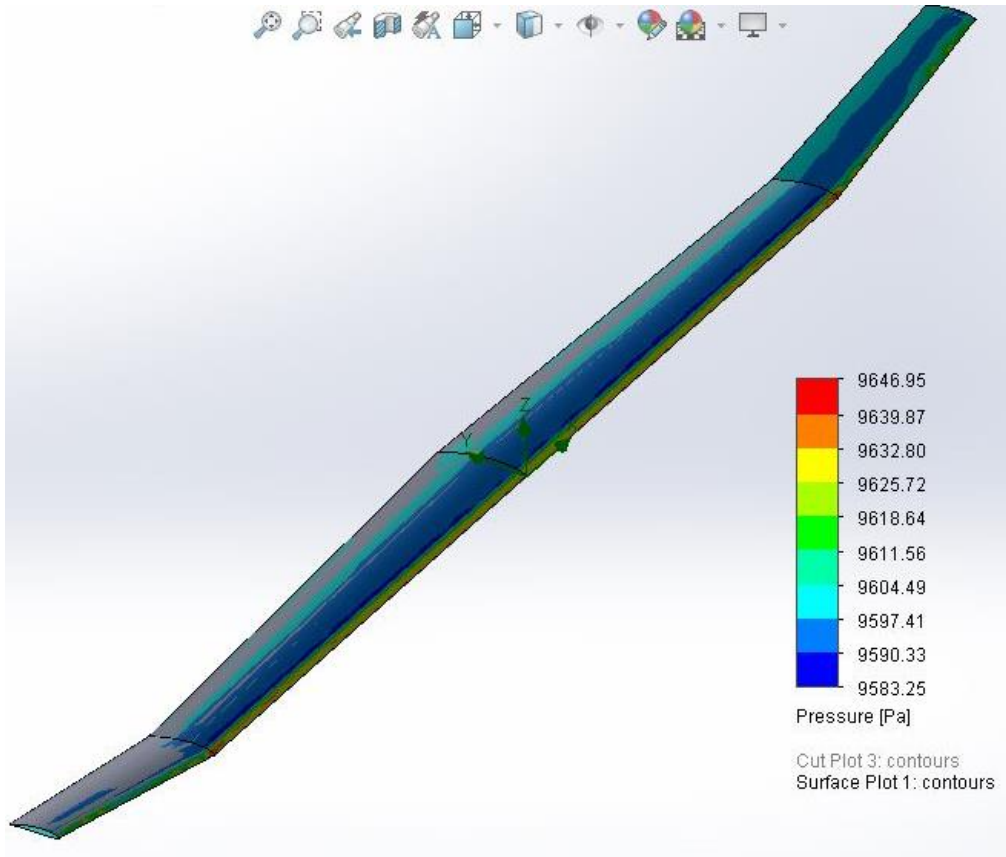 Z
Y
9646.95
9639.87
9632.80
9625.72
9618.64
9611.56
9604.49
9597.41
9590.33
9583.25
Pressure [Pa]
Cut Plot 3: contours
Surface Plot 1: contours